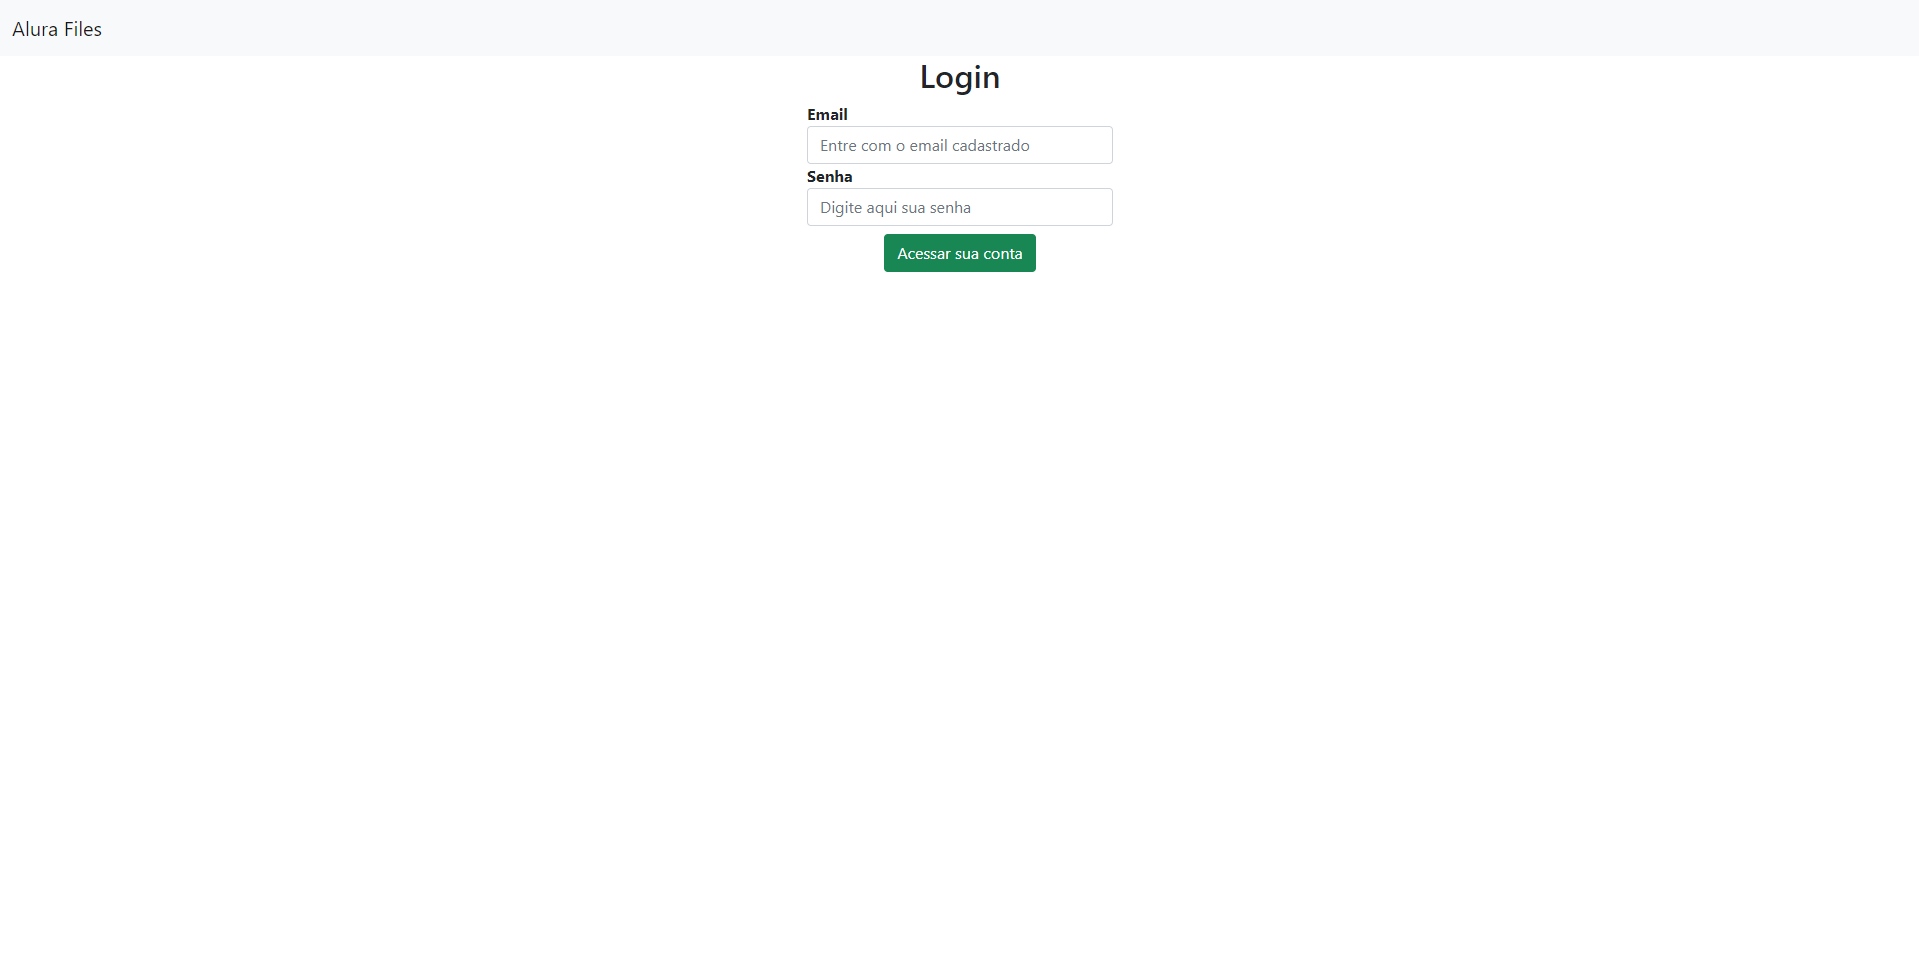 Alura Files
Login
Email
Entre com o email cadastrado
Senha
Digite aqui sua senha
Acessar sua conta